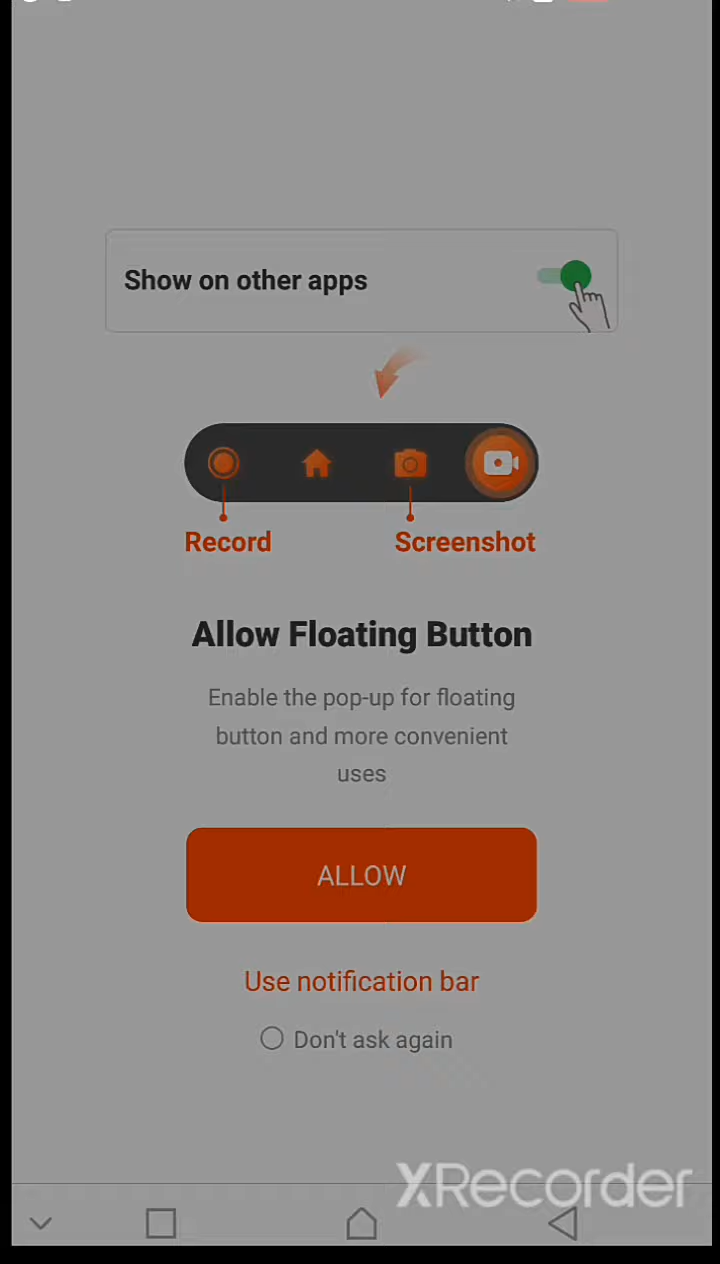 Show on other apps
Record
Screenshot
Allow Floating Button
Enable the pop-up for floating
button and more convenient
uses
ALLOW
Use notification bar
Don't ask again
XRecorder